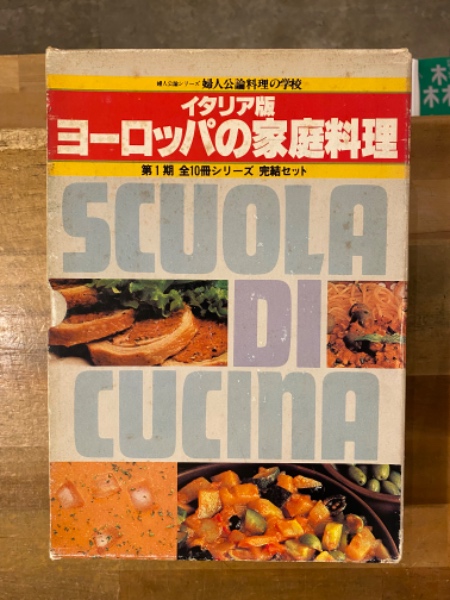 婦人公論シリーズ 婦人公論料理の学校
イタリア版
ヨーロッパの家庭料理
第1期 全10冊シリーズ 完結セット
SCUOLA
DI
CUCINA